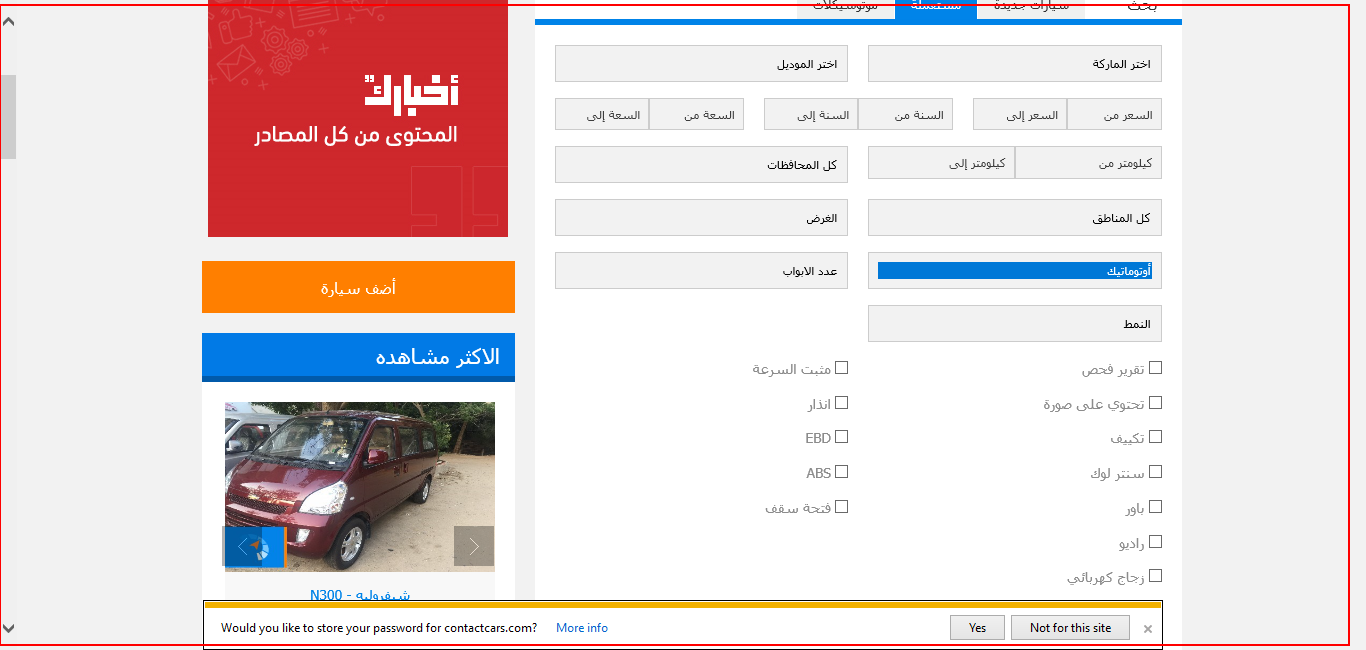 بحث
سيارات جديدة
مستعملة
موتوسيكلات
اختر الماركة
اختر الموديل
السعر من
السعر إلى
السنة من
السنة إلى
السعة من
السعة إلى
كيلومتر من
كيلومتر إلى
كل المحافظات
كل المناطق
الغرض
أوتوماتيك
عدد الابواب
النمط
تقرير فحص
مثبت السرعة
تحتوي على صورة
انذار
تكييف
EBD
سنتر لوك
ABS
باور
فتحة سقف
راديو
زجاج كهربائي
أخبارك
المحتوى من كل المصادر
أضف سيارة
الاكثر مشاهده
شيفروليه - N300
Would you like to store your password for contactcars.com?
More info
Yes
Not for this site